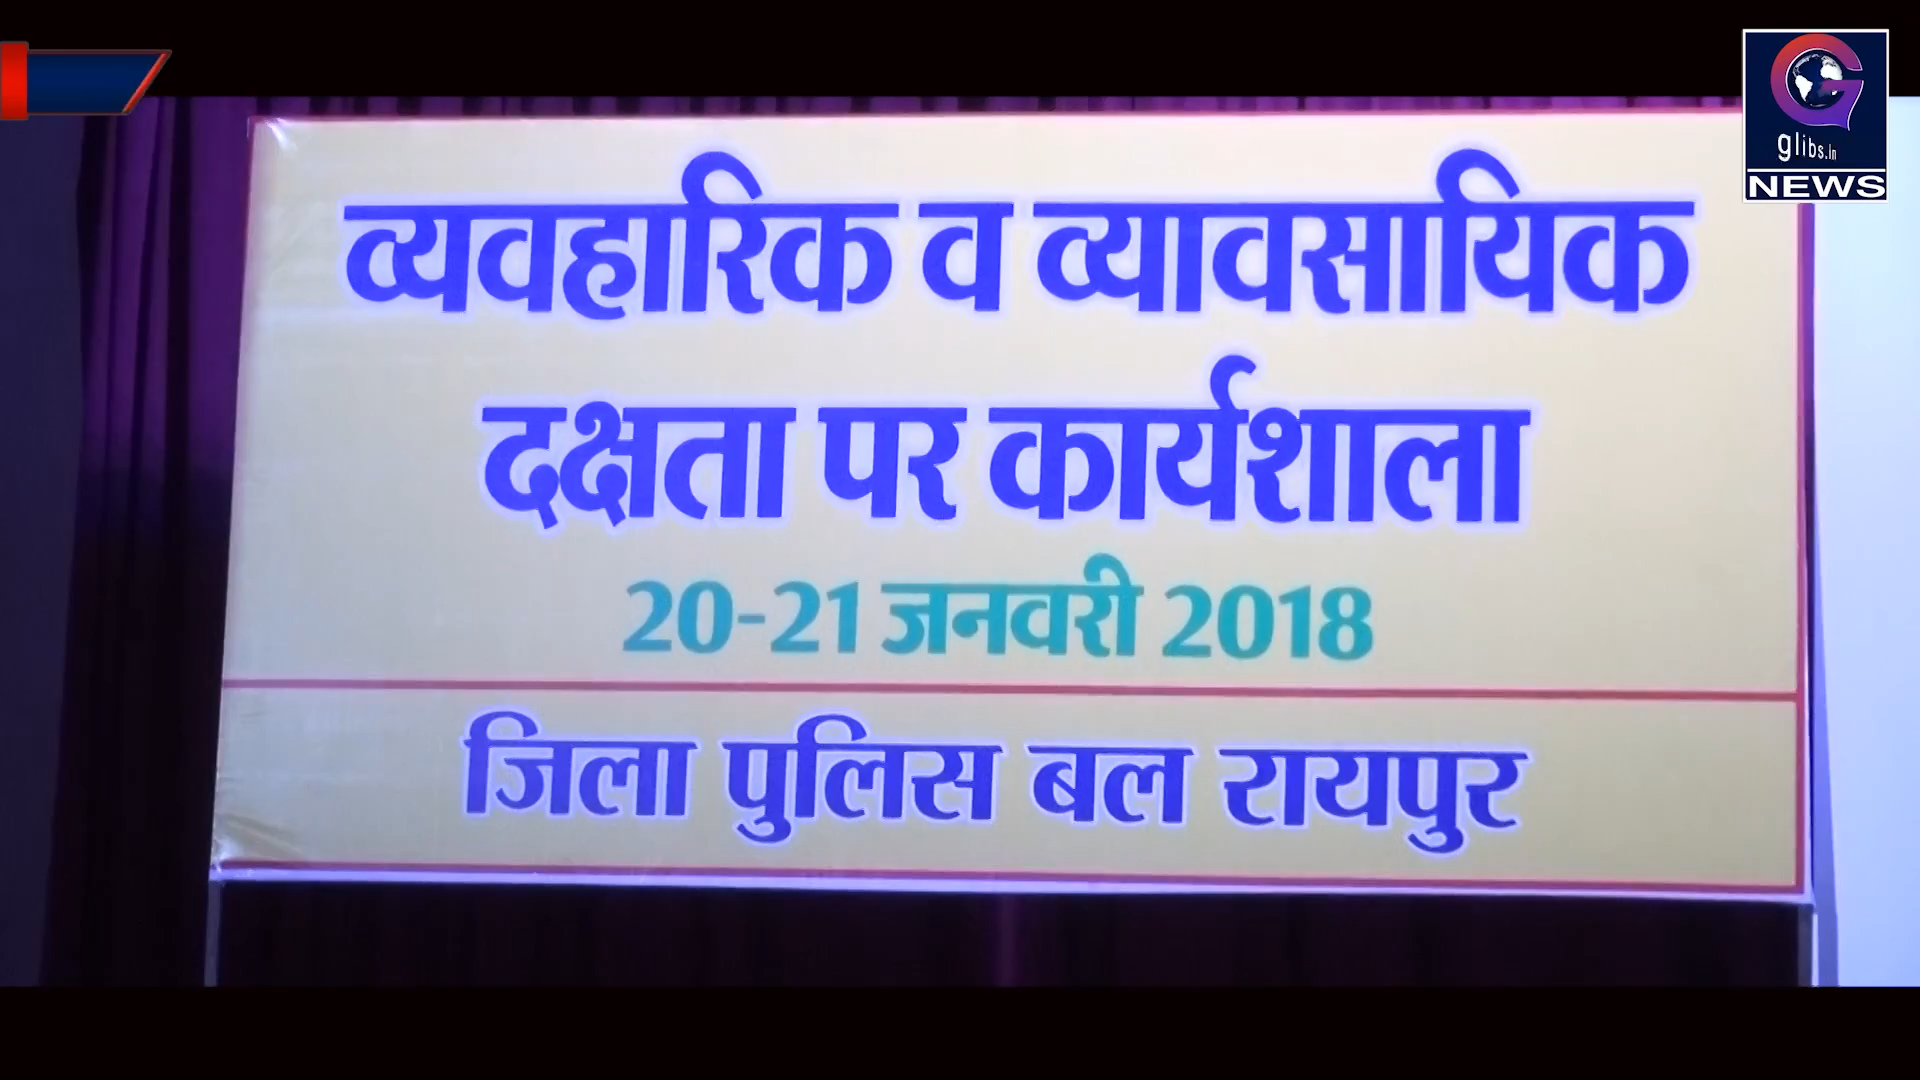 glibs.in
NEWS
व्यवहारिक व व्यावसायिक
दक्षता पर कार्यशाला
20-21 जनवरी 2018
जिला पुलिस बल रायपुर